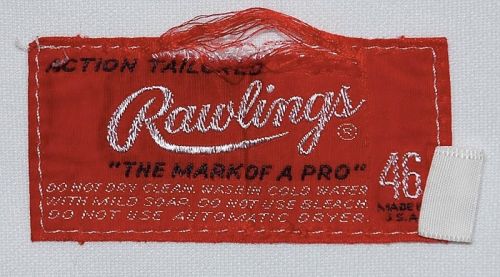 ACTION TAILORED
Rawlings ®
"THE MARK OF A PRO"
46
DO NOT DRY CLEAN. WASH IN COLD WATER
WITH MILD SOAP. DO NOT USE BLEACH.
DO NOT USE AUTOMATIC DRYER.
MADE
U.S.A